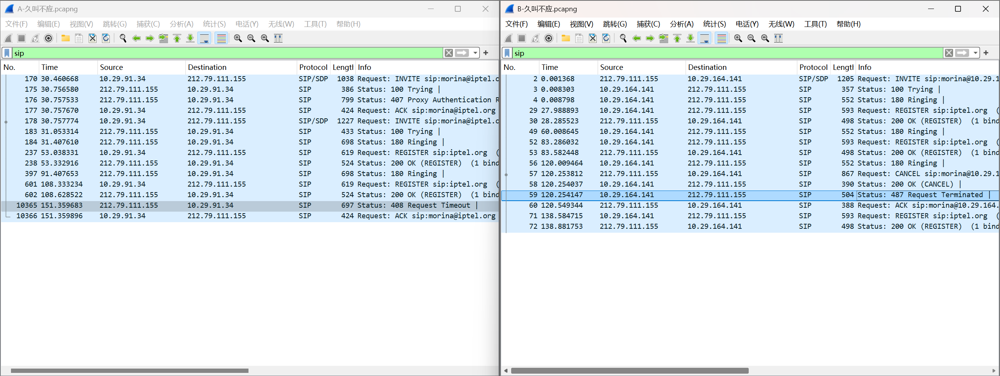 A-久叫不应.pcapng
文件(F) 编辑(E) 视图(V) 跳转(G) 捕获(C) 分析(A) 统计(S) 电话(Y) 无线(W) 工具(T) 帮助(H)
sip
No. Time Source Destination Protocol Lengtl Info
170 30.460668 10.29.91.34 212.79.111.155 SIP/SDP 1038 Request: INVITE sip:morina@iptel.o
175 30.756580 212.79.111.155 10.29.91.34 SIP 386 Status: 100 Trying |
176 30.757533 212.79.111.155 10.29.91.34 SIP 799 Status: 407 Proxy Authentication R
177 30.757670 10.29.91.34 212.79.111.155 SIP 424 Request: ACK sip:morina@iptel.org
178 30.757774 10.29.91.34 212.79.111.155 SIP/SDP 1227 Request: INVITE sip:morina@iptel.o
183 31.053314 212.79.111.155 10.29.91.34 SIP 433 Status: 100 Trying |
184 31.407610 212.79.111.155 10.29.91.34 SIP 698 Status: 180 Ringing |
237 53.038331 10.29.91.34 212.79.111.155 SIP 619 Request: REGISTER sip:iptel.org (
238 53.332916 212.79.111.155 10.29.91.34 SIP 524 Status: 200 OK (REGISTER) (1 bind
397 91.407653 212.79.111.155 10.29.91.34 SIP 698 Status: 180 Ringing |
601 108.333234 10.29.91.34 212.79.111.155 SIP 619 Request: REGISTER sip:iptel.org (
602 108.628522 212.79.111.155 10.29.91.34 SIP 524 Status: 200 OK (REGISTER) (1 bind
10365 151.359683 212.79.111.155 10.29.91.34 SIP 697 Status: 408 Request Timeout |
10366 151.359896 10.29.91.34 212.79.111.155 SIP 424 Request: ACK sip:morina@iptel.org
B-久叫不应.pcapng
文件(F) 编辑(E) 视图(V) 跳转(G) 捕获(C) 分析(A) 统计(S) 电话(Y) 无线(W) 工具(T) 帮助(H)
sip
No. Time Source Destination Protocol Lengtl Info
2 0.001368 212.79.111.155 10.29.164.141 SIP/SDP 1205 Request: INVITE sip:morina@10.29.1
3 0.008303 10.29.164.141 212.79.111.155 SIP 357 Status: 100 Trying |
4 0.008798 10.29.164.141 212.79.111.155 SIP 552 Status: 180 Ringing |
29 27.988893 10.29.164.141 212.79.111.155 SIP 593 Request: REGISTER sip:iptel.org (
30 28.285523 212.79.111.155 10.29.164.141 SIP 498 Status: 200 OK (REGISTER) (1 bind
49 60.008645 10.29.164.141 212.79.111.155 SIP 552 Status: 180 Ringing |
52 83.286032 10.29.164.141 212.79.111.155 SIP 593 Request: REGISTER sip:iptel.org (
53 83.582448 212.79.111.155 10.29.164.141 SIP 498 Status: 200 OK (REGISTER) (1 bind
56 120.009464 10.29.164.141 212.79.111.155 SIP 552 Status: 180 Ringing |
57 120.253812 212.79.111.155 10.29.164.141 SIP 867 Request: CANCEL sip:morina@10.29.1
58 120.254037 10.29.164.141 212.79.111.155 SIP 390 Status: 200 OK (CANCEL) |
59 120.254147 10.29.164.141 212.79.111.155 SIP 504 Status: 487 Request Terminated |
60 120.549344 212.79.111.155 10.29.164.141 SIP 388 Request: ACK sip:morina@10.29.164.
71 138.584715 10.29.164.141 212.79.111.155 SIP 593 Request: REGISTER sip:iptel.org (
72 138.881753 212.79.111.155 10.29.164.141 SIP 498 Status: 200 OK (REGISTER) (1 bind